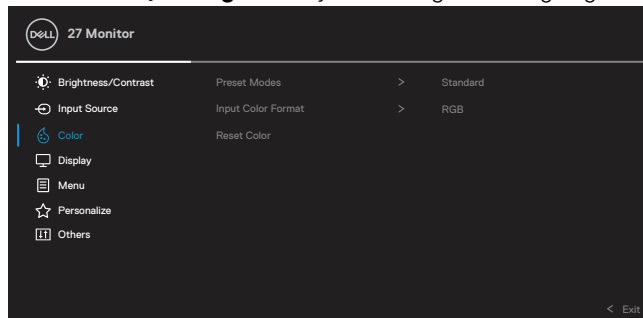 DELL 27 Monitor
Brightness/Contrast Preset Modes > Standard
Input Source Input Color Format > RGB
Color Reset Color
Display
Menu
Personalize
Others
< Exit